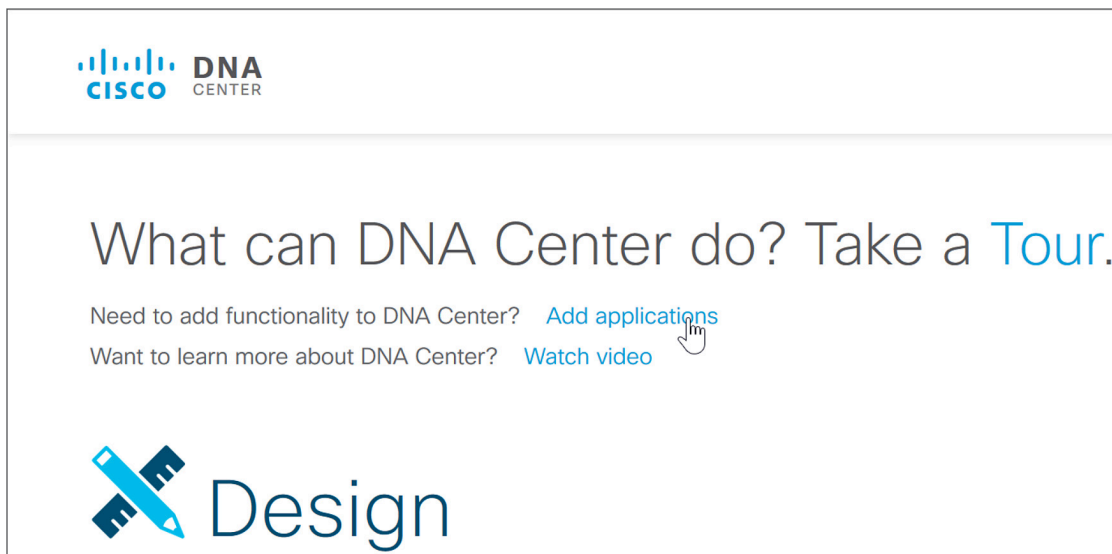 CISCO DNA
CENTER
What can DNA Center do? Take a Tour.
Need to add functionality to DNA Center? Add applications
Want to learn more about DNA Center? Watch video
Design